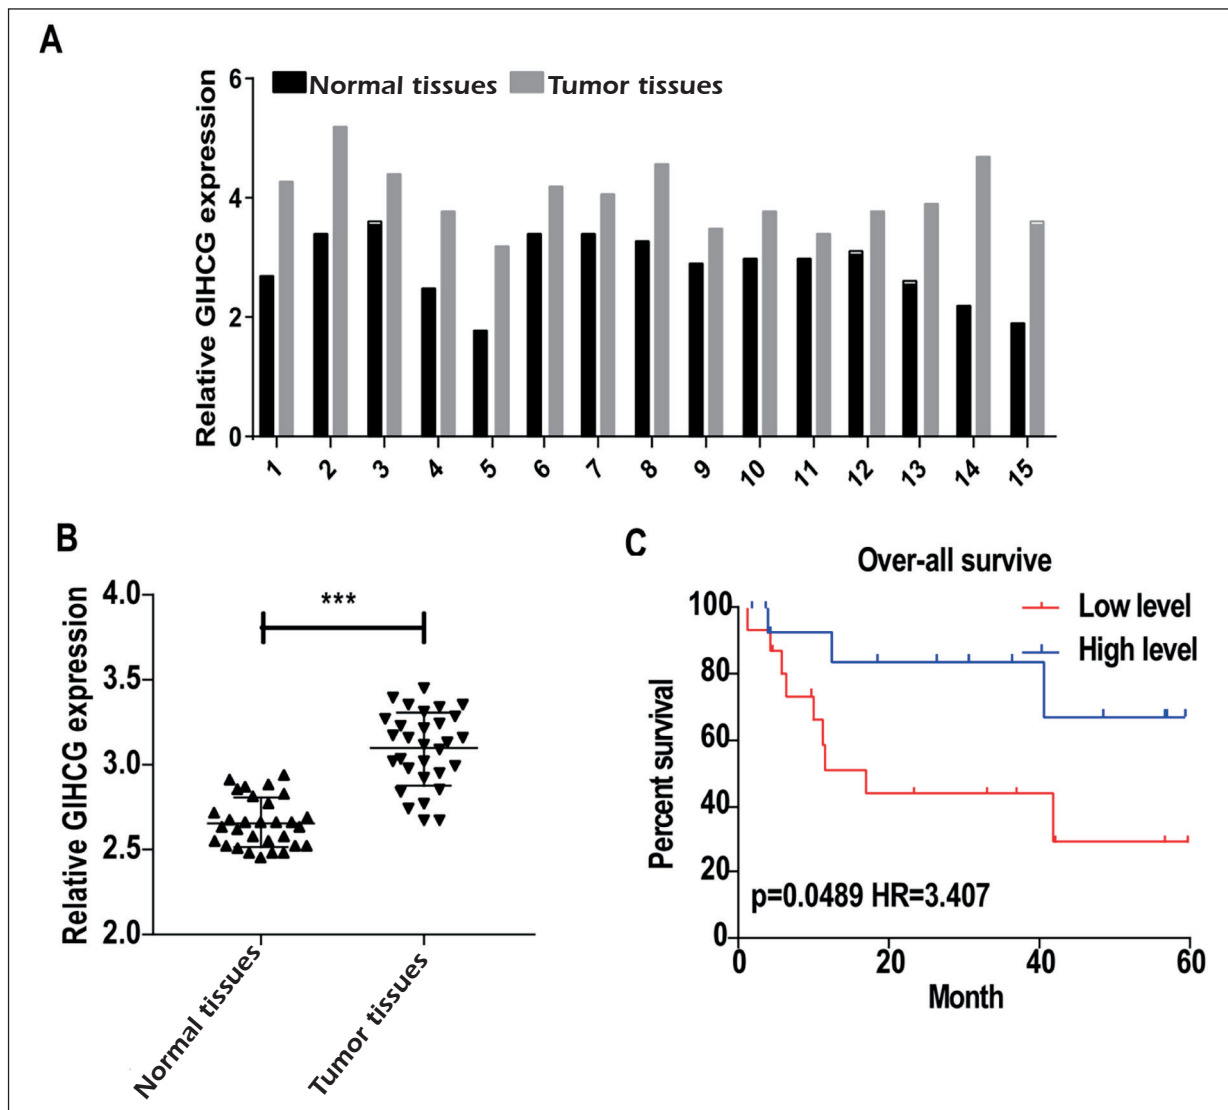 A
Normal tissues Tumor tissues
Relative GIHCG expression
6
4
2
0
1 2 3 4 5 6 7 8 9 10 11 12 13 14 15
B
Relative GIHCG expression
4.0
3.5
3.0
2.5
2.0
***
Normal tissues
Tumor tissues
C
Over-all survive
Low level
High level
Percent survival
100
80
60
40
20
0
p=0.0489 HR=3.407
0 20 40 60
Month